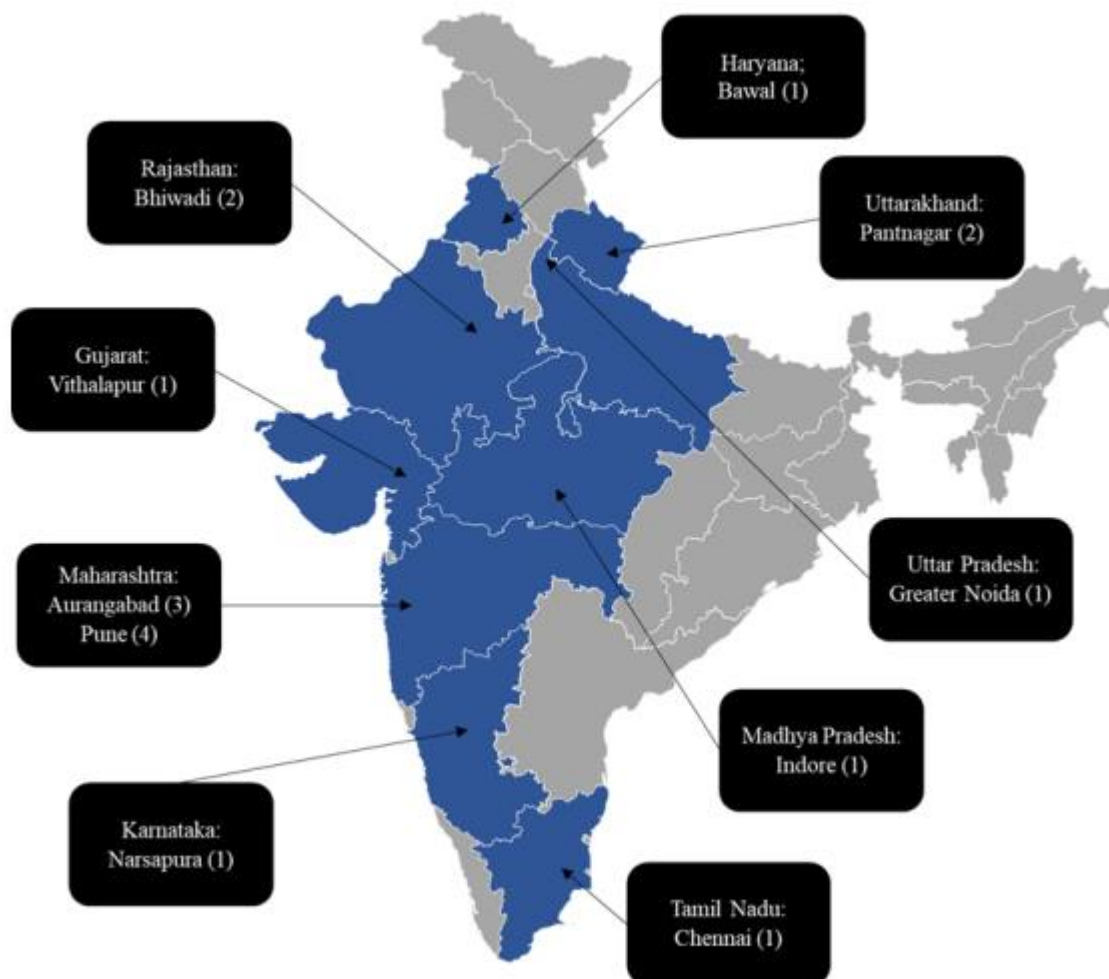 Haryana;
Bawal (1)
Rajasthan:
Bhiwadi (2)
Uttarakhand:
Pantnagar (2)
Gujarat:
Vithalapur (1)
Uttar Pradesh:
Greater Noida (1)
Maharashtra:
Aurangabad (3)
Pune (4)
Madhya Pradesh:
Indore (1)
Karnataka:
Narsapura (1)
Tamil Nadu:
Chennai (1)